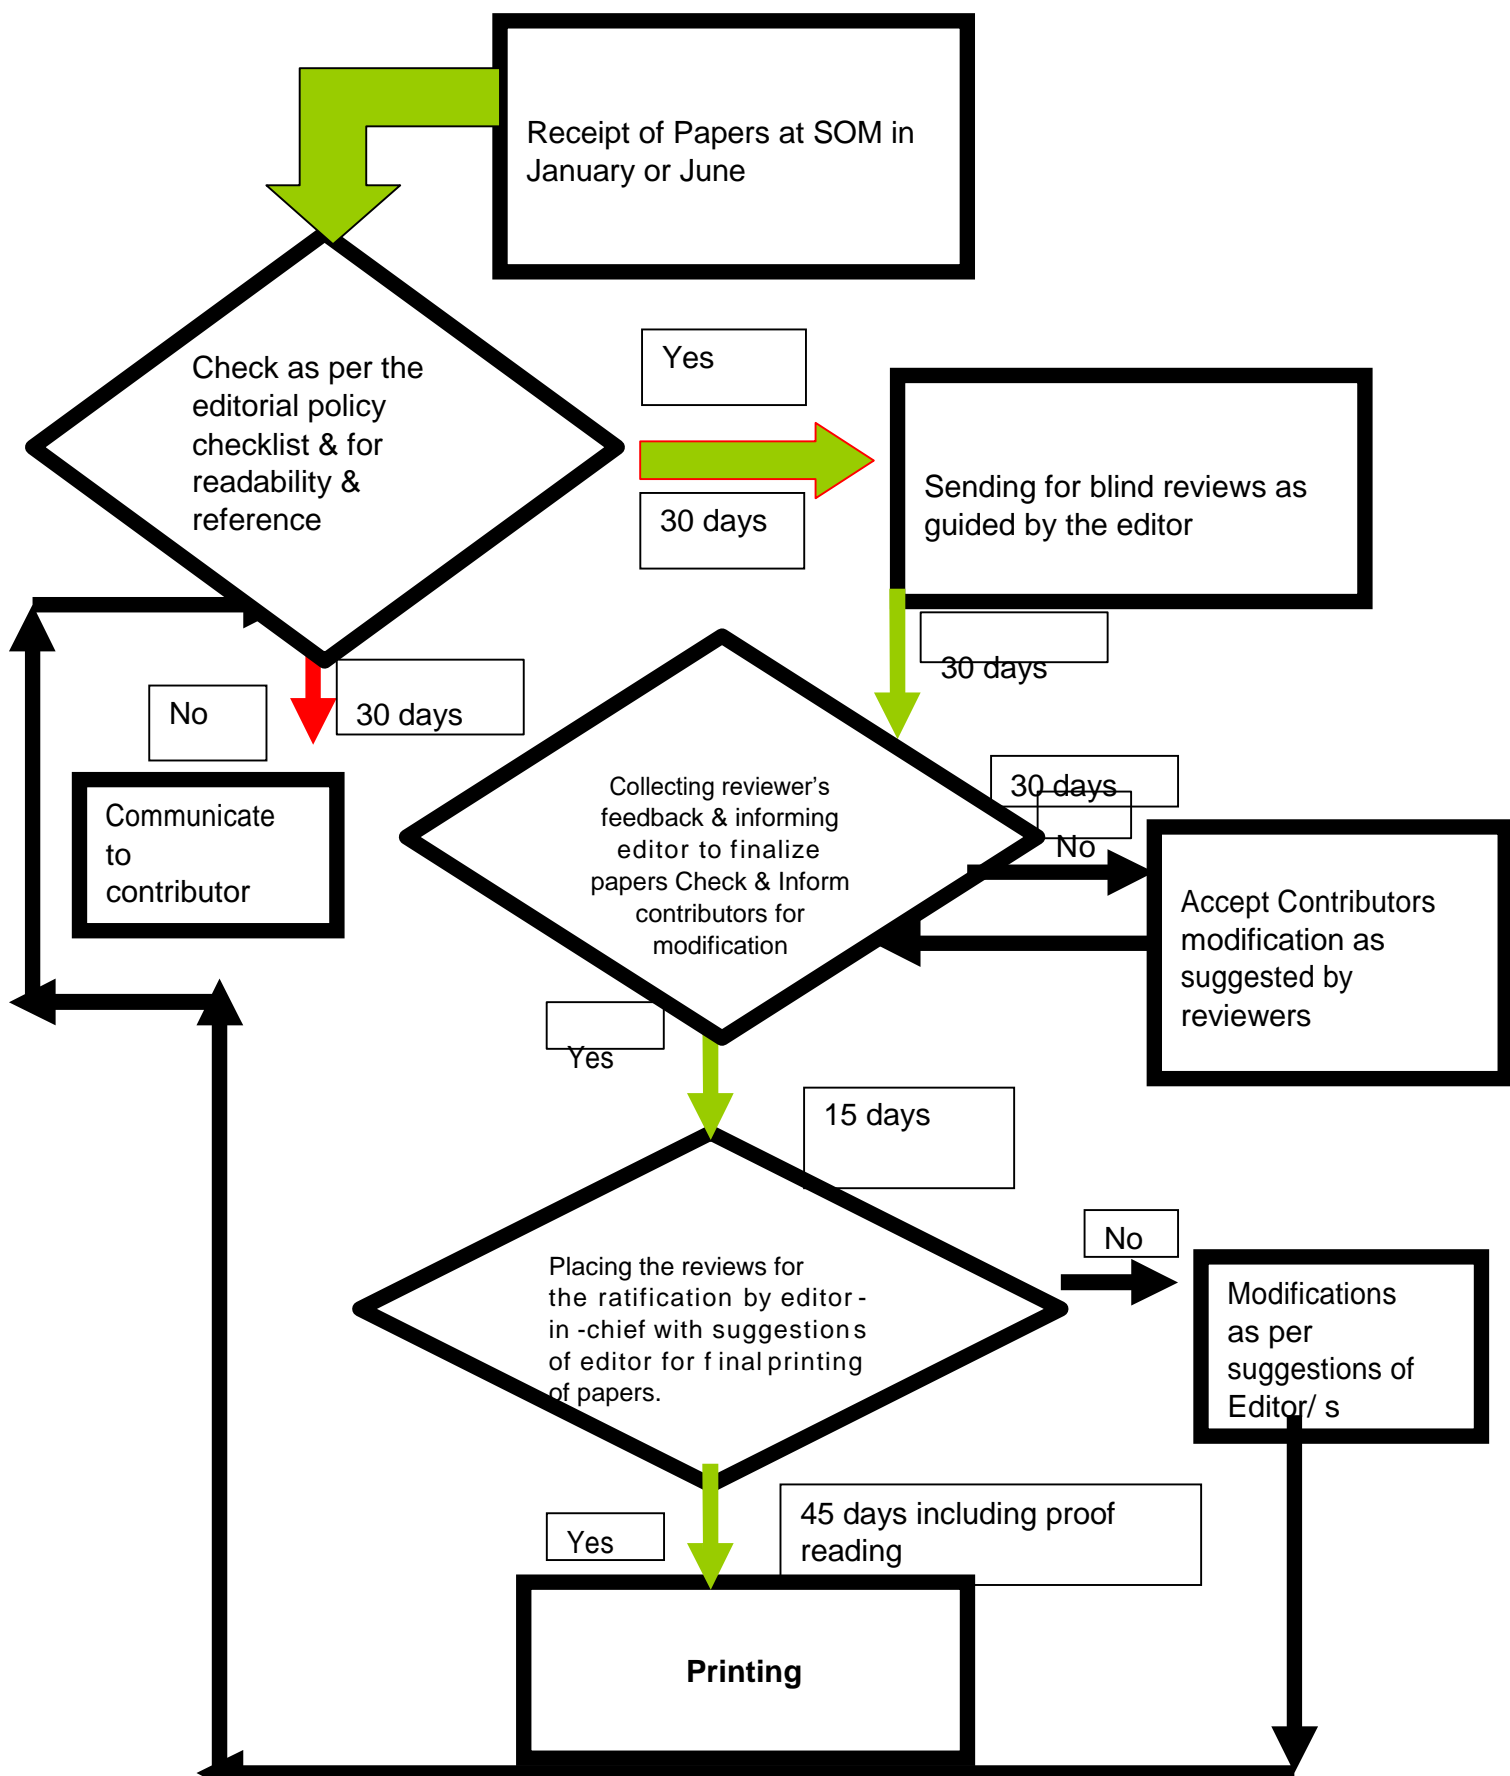 Receipt of Papers at SOM in
January or June
Check as per the
editorial policy
checklist & for
readability &
reference
Yes
30 days
Sending for blind reviews as
guided by the editor
30 days
No
30 days
Communicate
to
contributor
Collecting reviewer's
feedback & informing
editor to finalize
papers Check & Inform
contributors for
modification
30 days
No
Accept Contributors
modification as
suggested by
reviewers
Yes
15 days
Placing the reviews for
the ratification by editor -
in -chief with suggestions
of editor for final printing
of papers.
No
Modifications
as per
suggestions of
Editor/ s
Yes
45 days including proof
reading
Printing